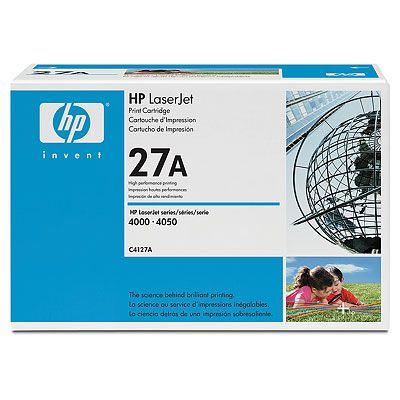 27A
hp
invent
HP LaserJet
Print Cartridge
Cartouche d'Impression
Cartucho de Impresión
27A
High performance printing
Impression hautes performances
Impresión de alto rendimiento
HP LaserJet series/séries/serie
4000 · 4050
C4127A
The science behind brilliant printing.
La science au service d'impressions inégalables.
La ciencia detrás de una impresión sobresaliente.